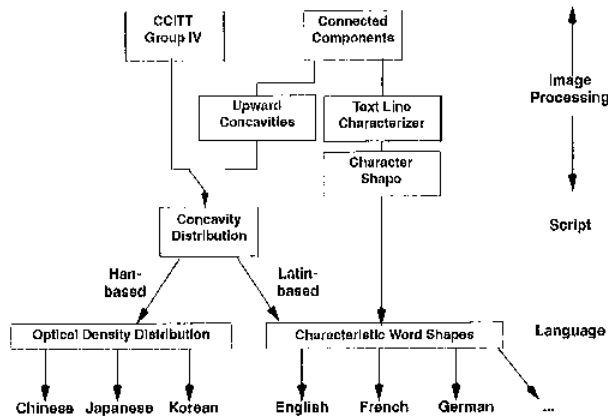 CCITT
Group IV
Connected
Components
Image
Processing
Upward
Concavities
Text Line
Characterizer
Character
Shape
Concavity
Distribution
Script
Han-
based
Latin-
based
Optical Density Distribution
Characteristic Word Shapes
Language
Chinese Japanese Korean English French German ...